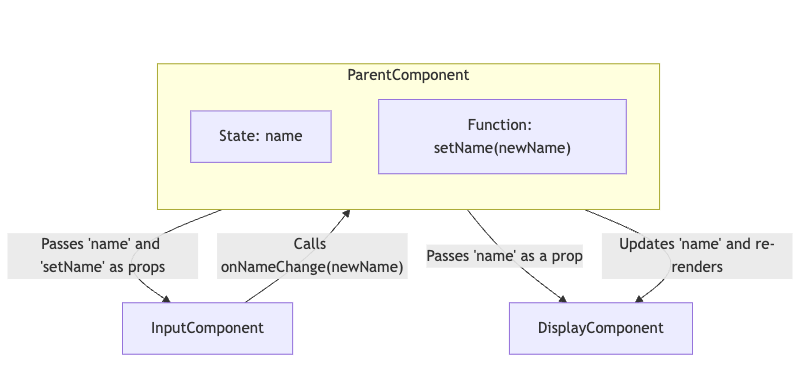 ParentComponent
State: name
Function:
setName(newName)
Passes 'name' and
'setName' as props
Calls
onNameChange(newName)
Passes 'name' as a prop
Updates 'name' and re-
renders
InputComponent
DisplayComponent